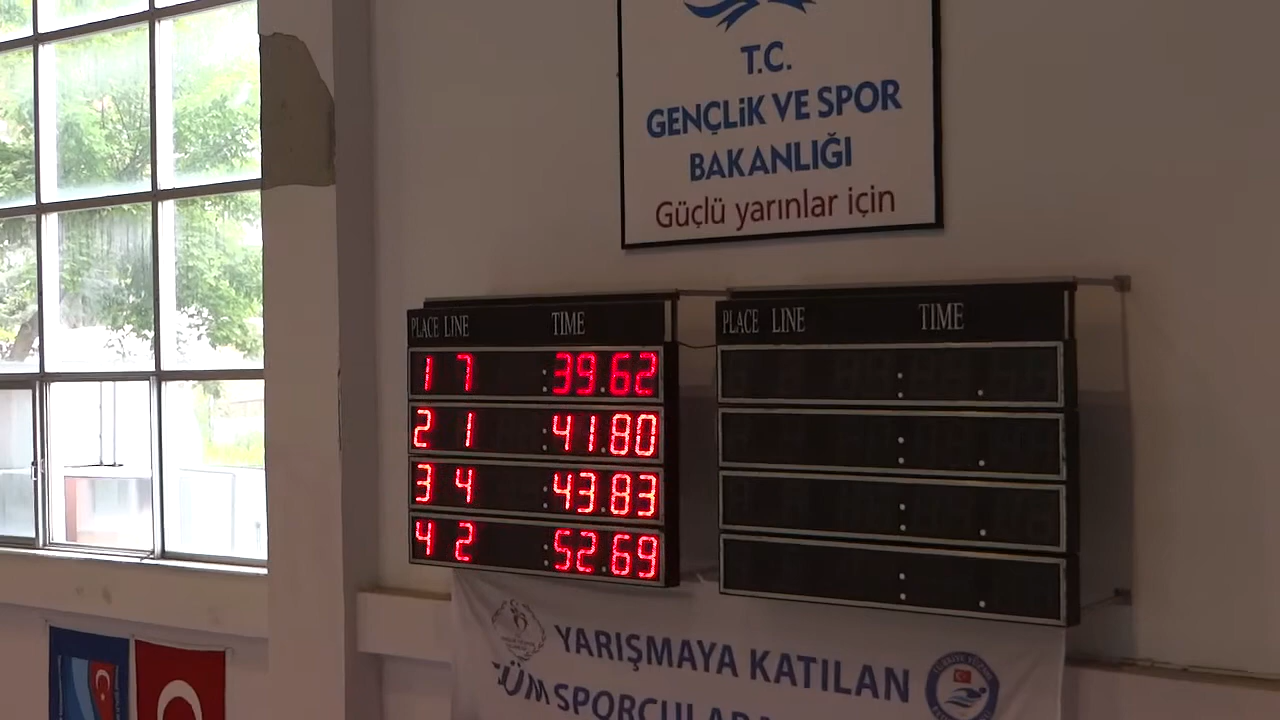 T.C.
GENÇLİK VE SPOR
BAKANLIĞI
Güçlü yarınlar için
PLACE LINE TIME
1 7 :39.62
2 1 :41.80
3 4 :43.83
4 2 :52.69
PLACE LINE TIME
YARIŞMAYA KATILAN
TÜM